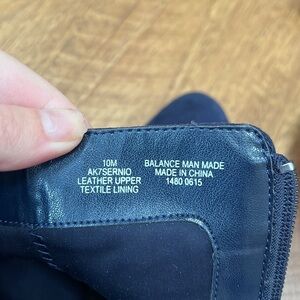 10M
AK7SERNIO
LEATHER UPPER
TEXTILE LINING
BALANCE MAN MADE
MADE IN CHINA
1480 0615